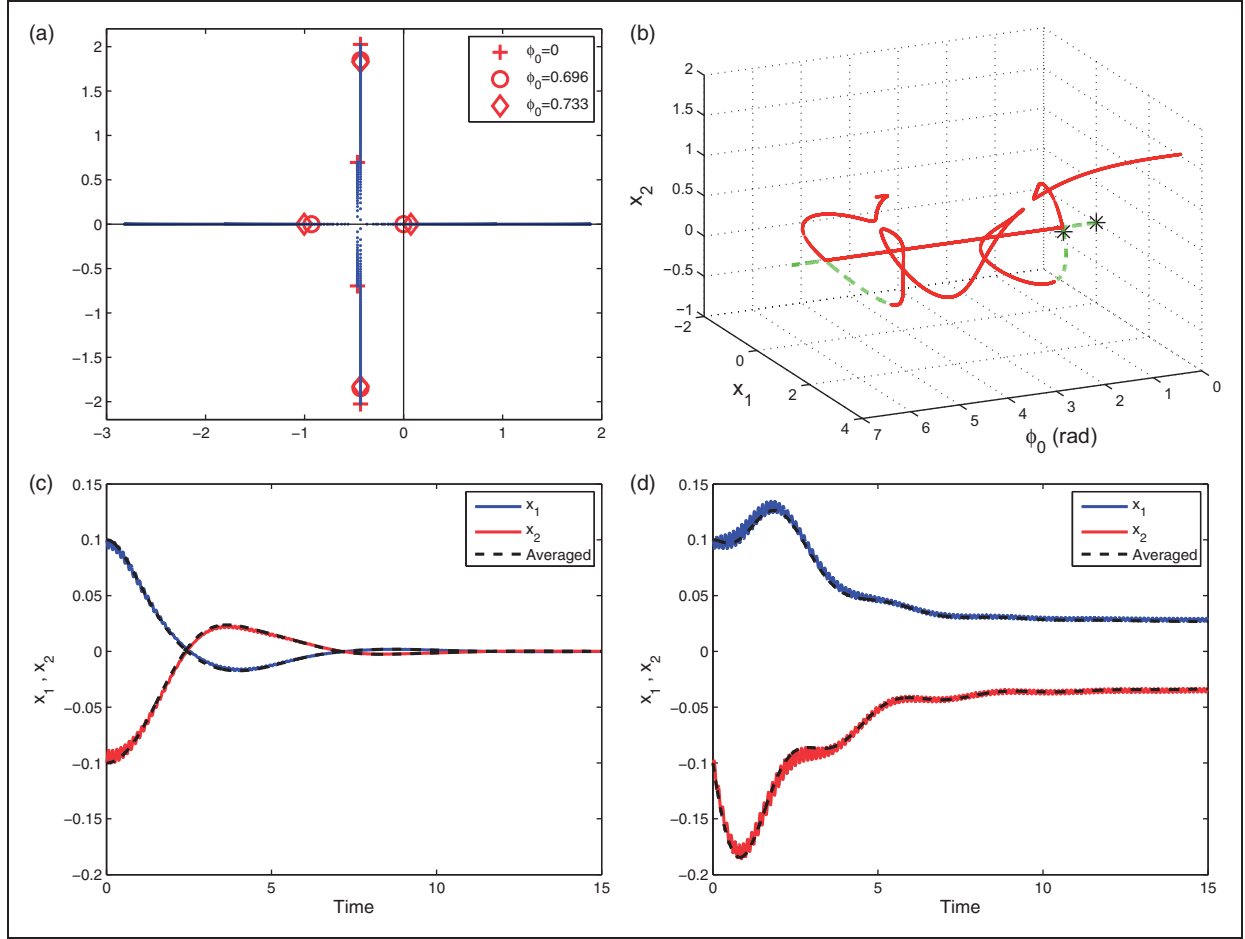 (a)
2
1.5
1
0.5
0
−0.5
−1
−1.5
−2
−3
−2
−1
0
1
2
ϕ0=0
ϕ0=0.696
ϕ0=0.733
(b)
2
1.5
1
0.5
0
−0.5
−1
x2
−2
0
2
4
x1
7
6
5
4
3
2
1
0
ϕ0 (rad)
(c)
0.15
0.1
0.05
0
−0.05
−0.1
−0.15
−0.2
x1 , x2
0
5
10
15
Time
x1
x2
Averaged
(d)
0.15
0.1
0.05
0
−0.05
−0.1
−0.15
−0.2
x1 , x2
0
5
10
15
Time
x1
x2
Averaged